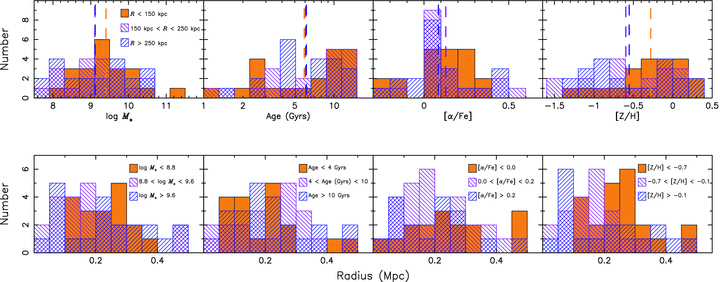 Number
8
6
4
2
0
R < 150 kpc
150 kpc < R < 250 kpc
R > 250 kpc
8 9 10 11
log M*
1 2 5 10
Age (Gyrs)
0 0.5
[α/Fe]
−1.5 −1 −0.5 0 0.5
[Z/H]
Number
6
4
2
0
log M* < 8.8
8.8 < log M* < 9.6
log M* > 9.6
Age < 4 Gyrs
4 < Age (Gyrs) < 10
Age > 10 Gyrs
[α/Fe] < 0.0
0.0 < [α/Fe] < 0.2
[α/Fe] > 0.2
[Z/H] < −0.7
−0.7 < [Z/H] < −0.1
[Z/H] > −0.1
0.2 0.4 0.2 0.4 0.2 0.4 0.2 0.4
Radius (Mpc)